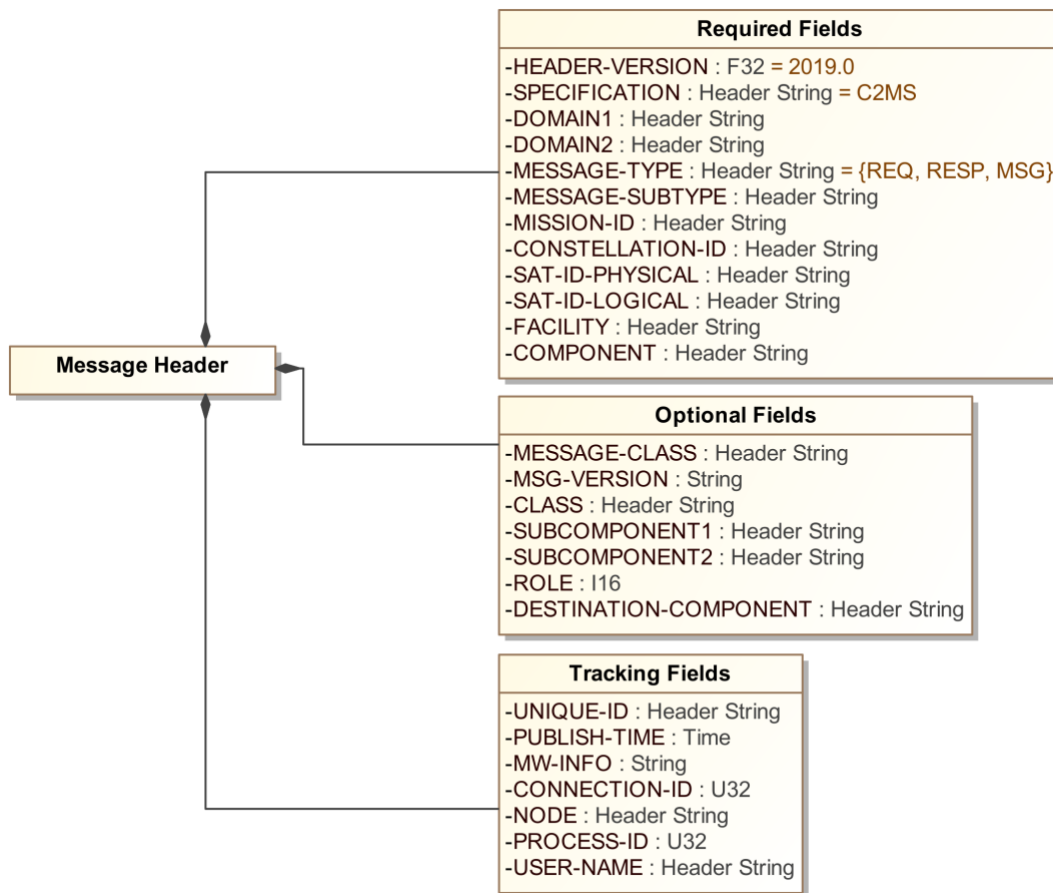 Required Fields
-HEADER-VERSION : F32 = 2019.0
-SPECIFICATION : Header String = C2MS
-DOMAIN1 : Header String
-DOMAIN2 : Header String
-MESSAGE-TYPE : Header String = {REQ, RESP, MSG}
-MESSAGE-SUBTYPE : Header String
-MISSION-ID : Header String
-CONSTELLATION-ID : Header String
-SAT-ID-PHYSICAL : Header String
-SAT-ID-LOGICAL : Header String
-FACILITY : Header String
-COMPONENT : Header String
Message Header
Optional Fields
-MESSAGE-CLASS : Header String
-MSG-VERSION : String
-CLASS : Header String
-SUBCOMPONENT1 : Header String
-SUBCOMPONENT2 : Header String
-ROLE : I16
-DESTINATION-COMPONENT : Header String
Tracking Fields
-UNIQUE-ID : Header String
-PUBLISH-TIME : Time
-MW-INFO : String
-CONNECTION-ID : U32
-NODE : Header String
-PROCESS-ID : U32
-USER-NAME : Header String